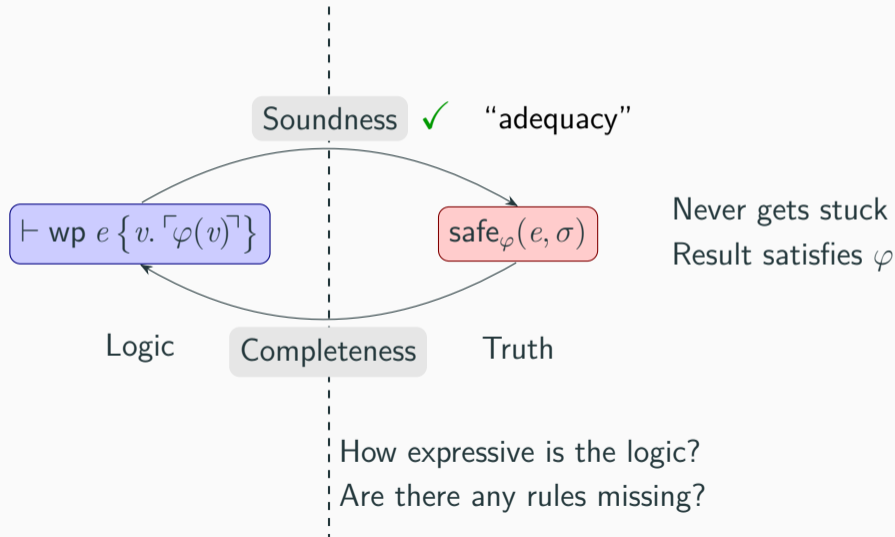 Soundness ✓ “adequacy”
⊢ wp e { v. ⌜φ(v)⌝ }
safe_φ(e, σ)
Never gets stuck
Result satisfies φ
Logic
Completeness
Truth
How expressive is the logic?
Are there any rules missing?